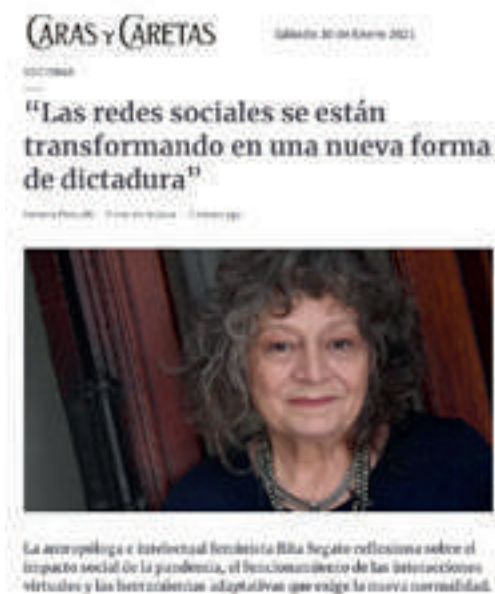 CARAS Y CARETAS
Sábado 30 de Enero 2021
“Las redes sociales se están
transformando en una nueva forma
de dictadura”
La antropóloga e intelectual feminista Rita Segato reflexiona sobre el
impacto social de la pandemia, el funcionamiento de las interacciones
virtuales y las herramientas adaptativas que exige la nueva normalidad.